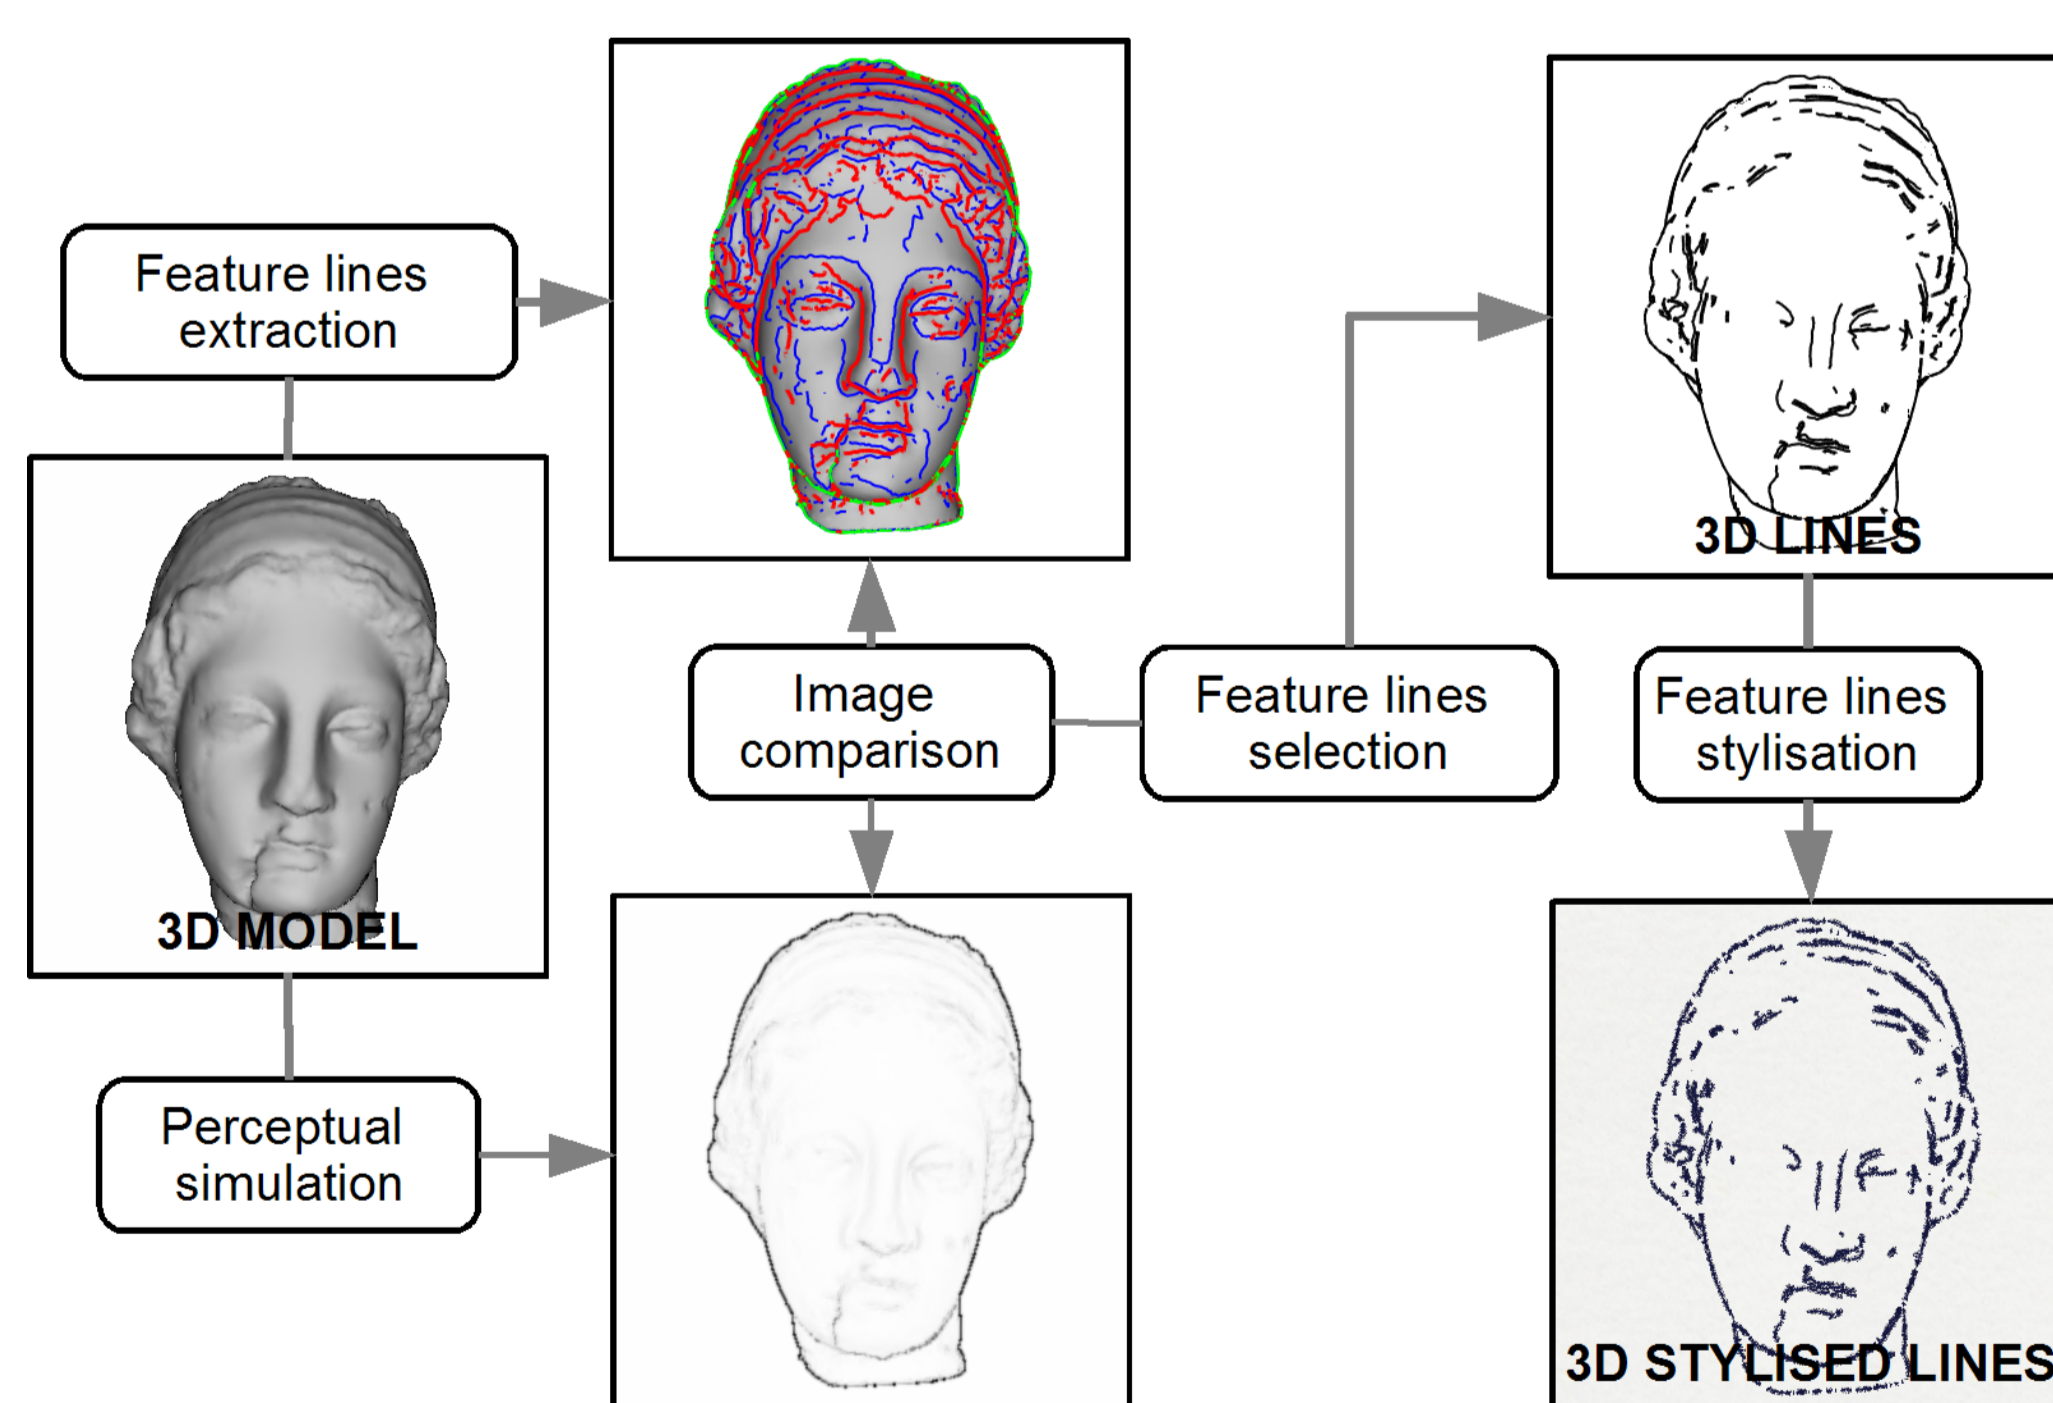 Feature lines
extraction
3D MODEL
Perceptual
simulation
Image
comparison
Feature lines
selection
3D LINES
Feature lines
stylisation
3D STYLISED LINES